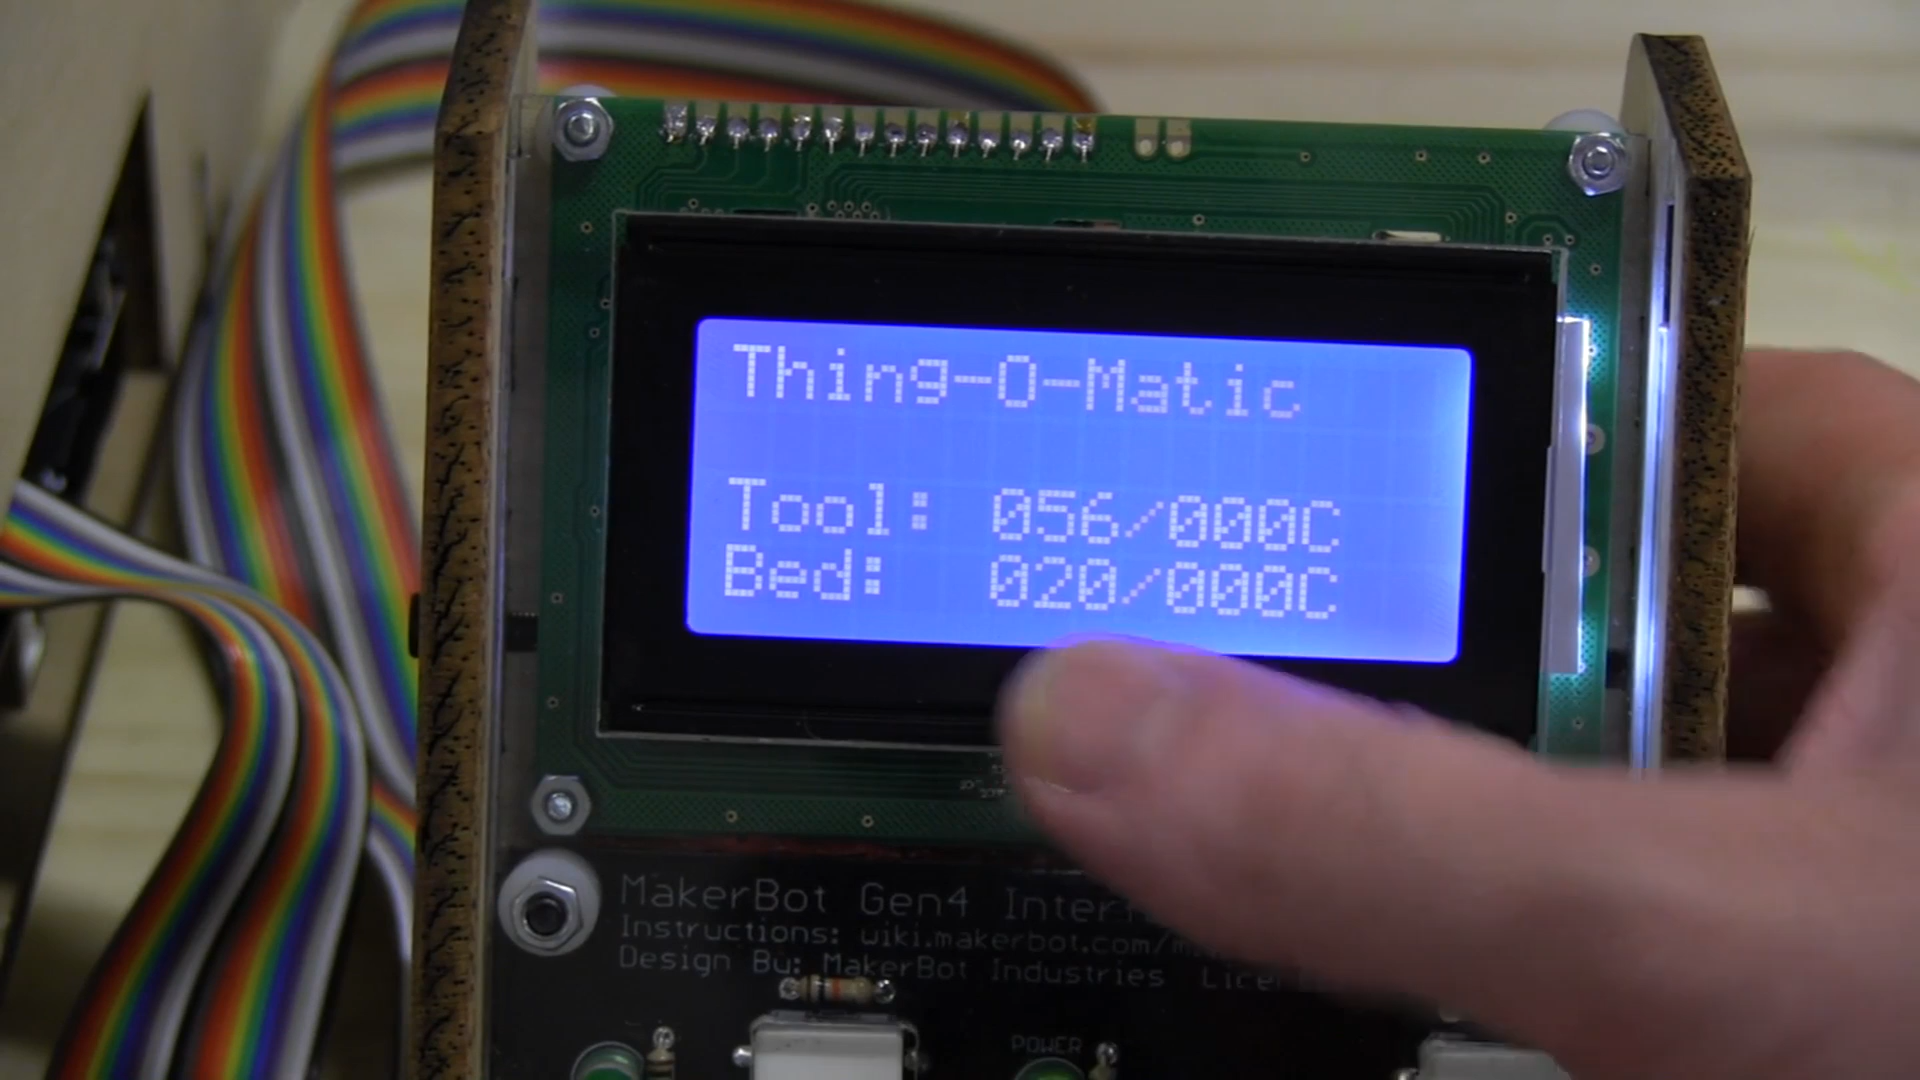 Thing-O-Matic
Tool: 056/000C
Bed: 020/000C
MakerBot Gen4
Instructions: wiki.makerbot.com/
Design By: MakerBot Industries
POWER